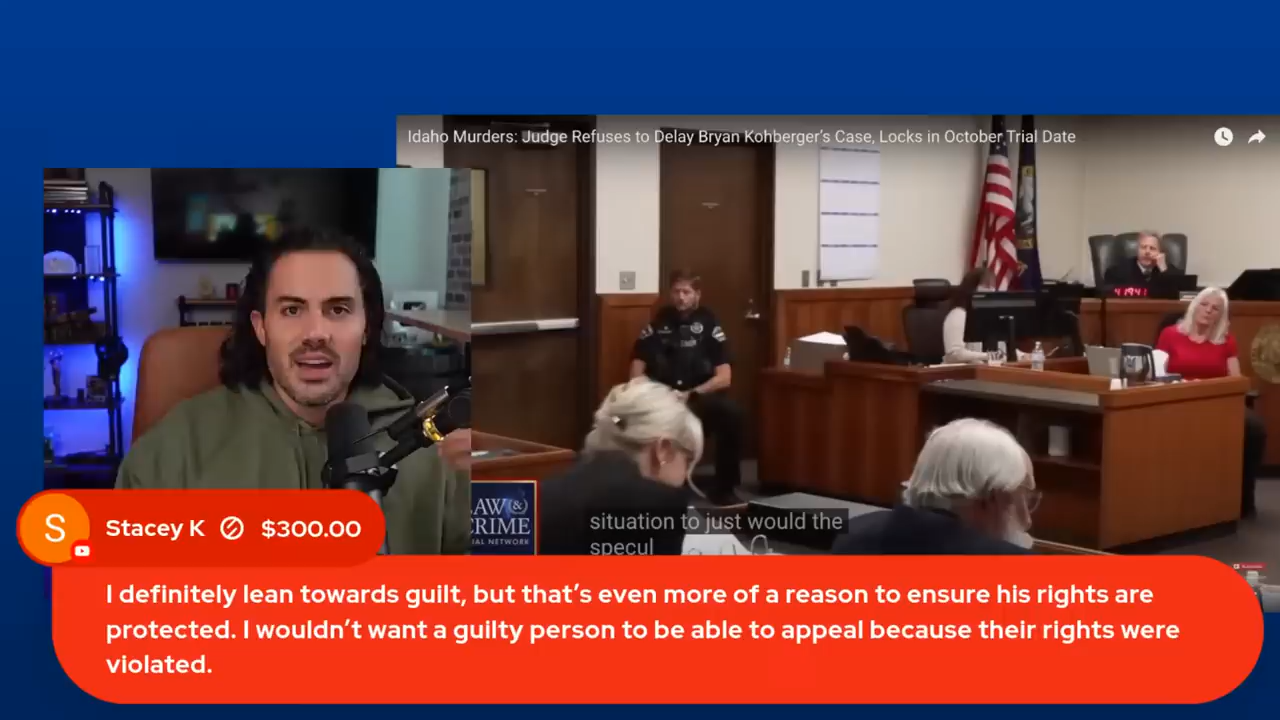 Idaho Murders: Judge Refuses to Delay Bryan Kohberger's Case, Locks in October Trial Date
41941
LAW&
CRIME
situation to just would the
specul
S
Stacey K $300.00
I definitely lean towards guilt, but that's even more of a reason to ensure his rights are
protected. I wouldn't want a guilty person to be able to appeal because their rights were
violated.